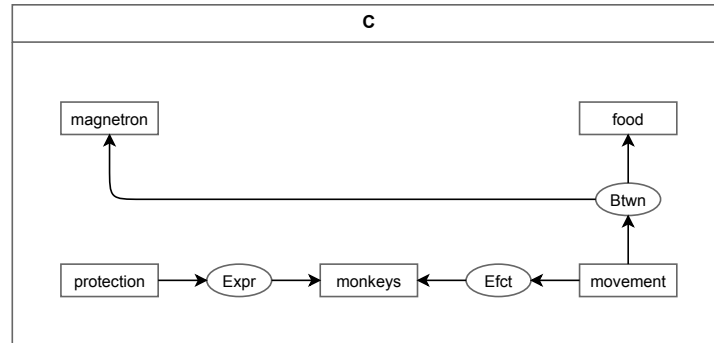 C
magnetron
food
Btwn
protection
Expr
monkeys
Efct
movement